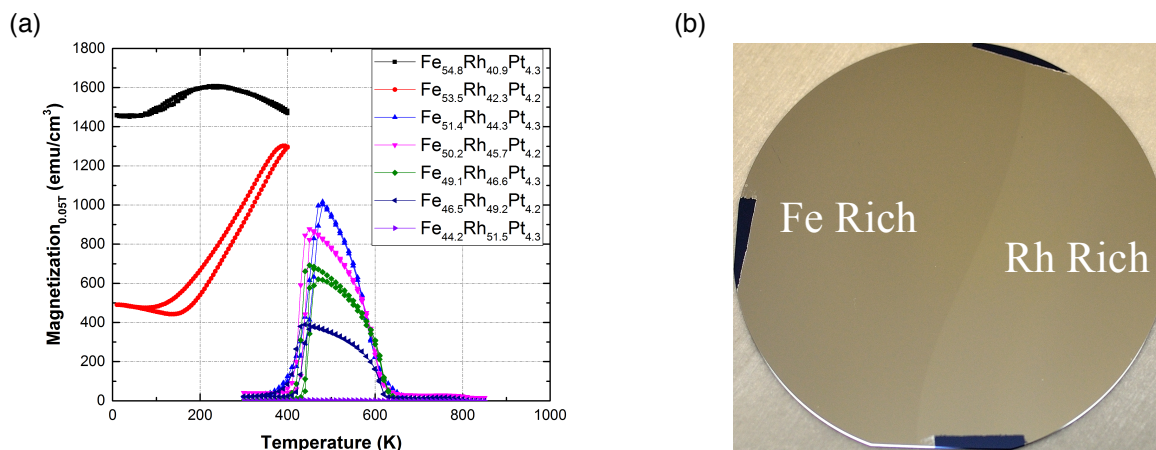 (a)
(b)
1800
1600
1400
1200
1000
800
600
400
200
0
0 200 400 600 800 1000
Magnetization₀.₀₅T (emu/cm³)
Temperature (K)
Fe₅₄.₈Rh₄₀.₉Pt₄.₃
Fe₅₃.₅Rh₄₂.₃Pt₄.₂
Fe₅₁.₄Rh₄₄.₃Pt₄.₃
Fe₅₀.₂Rh₄₅.₇Pt₄.₂
Fe₄₉.₁Rh₄₆.₆Pt₄.₃
Fe₄₆.₅Rh₄₉.₂Pt₄.₂
Fe₄₄.₂Rh₅₁.₅Pt₄.₃
Fe Rich
Rh Rich